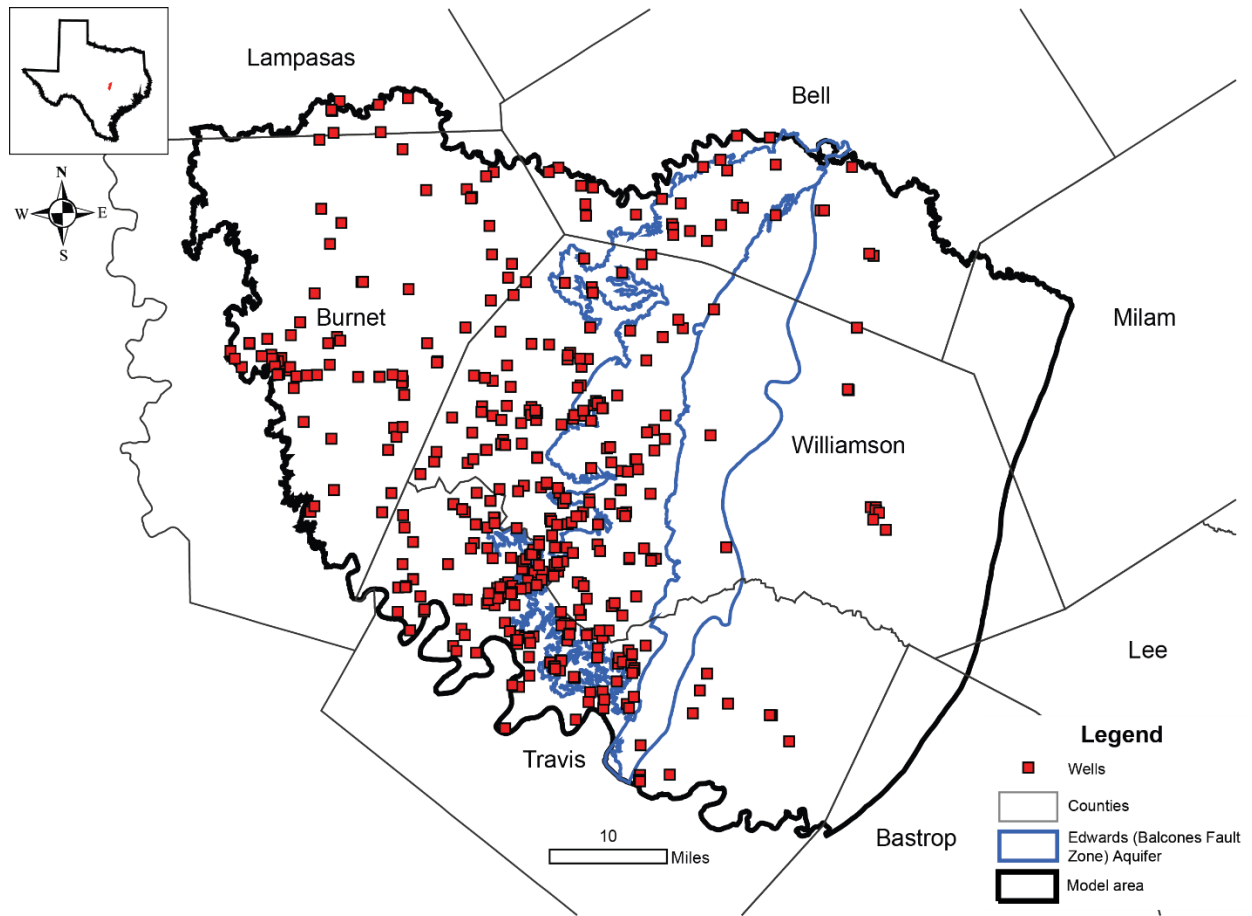 Lampasas
Bell
N
W
E
S
Burnet
Milam
Williamson
Lee
Travis
Bastrop
10
Miles
Legend
Wells
Counties
Edwards (Balcones Fault
Zone) Aquifer
Model area